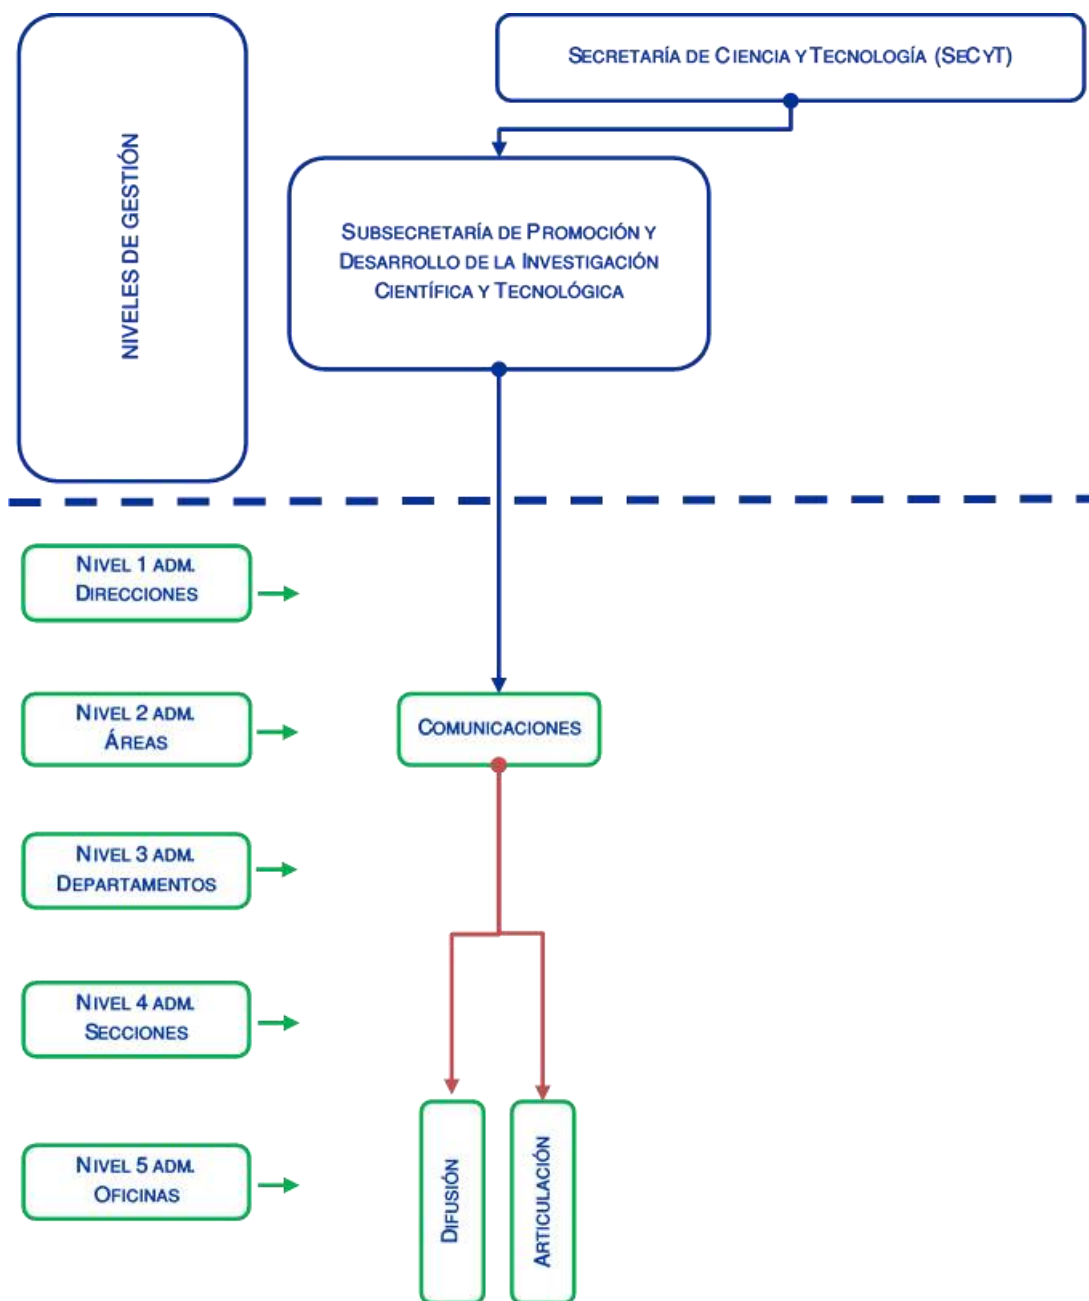 SECRETARÍA DE CIENCIA Y TECNOLOGÍA (SECYT)
NIVELES DE GESTIÓN
SUBSECRETARÍA DE PROMOCIÓN Y
DESARROLLO DE LA INVESTIGACIÓN
CIENTÍFICA Y TECNOLÓGICA
NIVEL 1 ADM.
DIRECCIONES
NIVEL 2 ADM.
ÁREAS
COMUNICACIONES
NIVEL 3 ADM.
DEPARTAMENTOS
NIVEL 4 ADM.
SECCIONES
NIVEL 5 ADM.
OFICINAS
DIFUSIÓN
ARTICULACIÓN